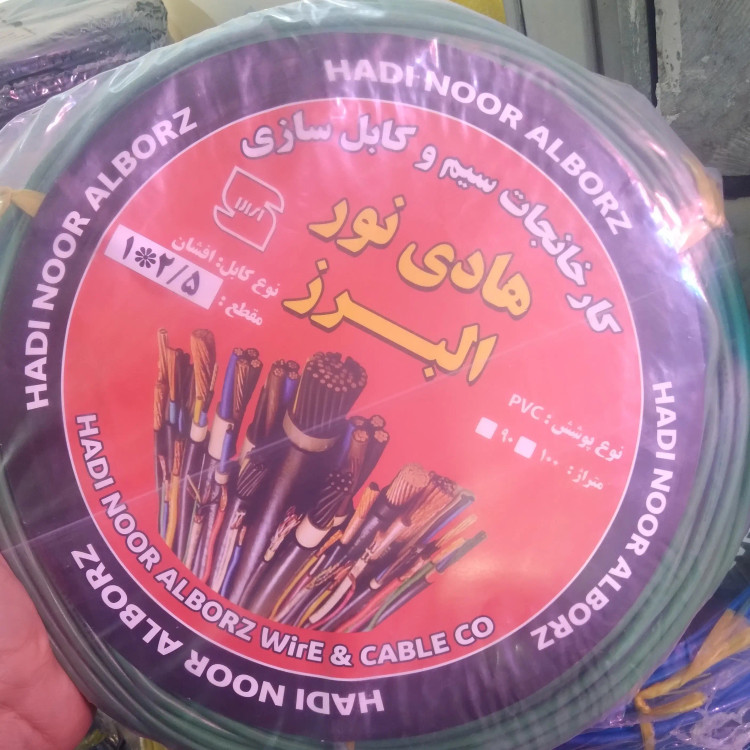 HADI NOOR ALBORZ
HADI NOOR ALBORZ
کارخانجات سیم و کابل سازی
هادی نور
البرز
نوع کابل: افشان
مقطع: ۱*۲/۵
نوع پوششی: PVC
متراژ: ۱۰۰ ۹۰
HADI NOOR ALBORZ WirE & CABLE CO
HADI NOOR ALBORZ
HADI NOOR ALBORZ